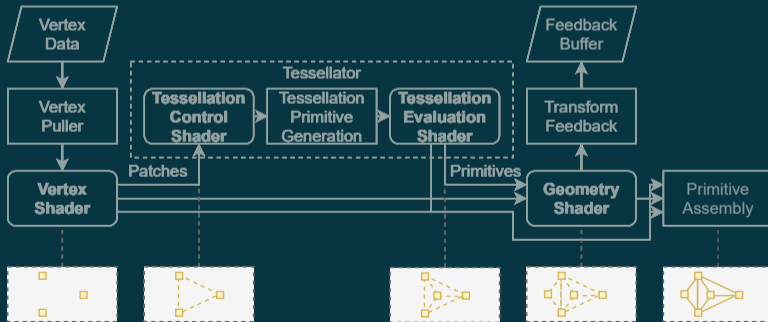 Vertex
Data
Feedback
Buffer
Tessellator
Vertex
Puller
Tessellation
Control
Shader
Tessellation
Primitive
Generation
Tessellation
Evaluation
Shader
Transform
Feedback
Patches
Primitives
Vertex
Shader
Geometry
Shader
Primitive
Assembly